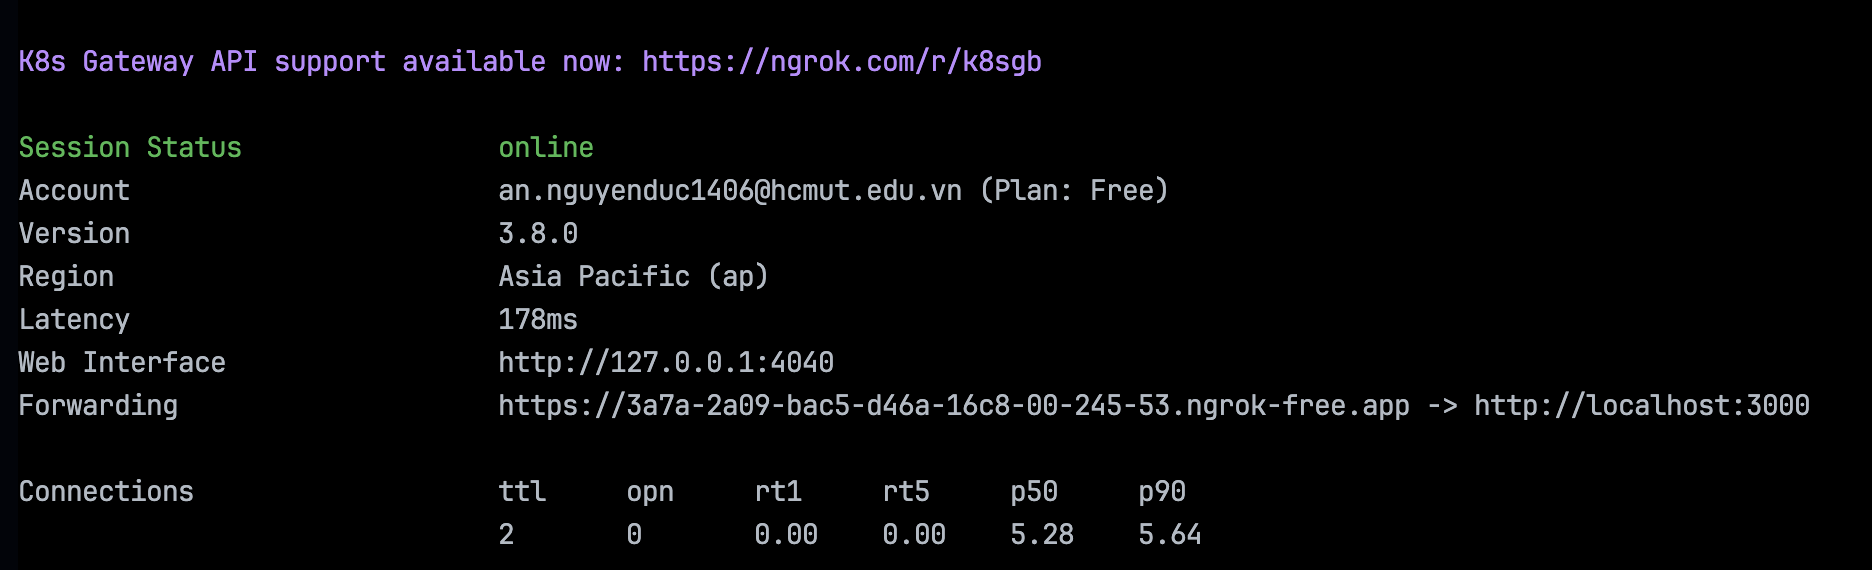 K8s Gateway API support available now: https://ngrok.com/r/k8sgb
Session Status online
Account an.nguyenduc1406@hcmut.edu.vn (Plan: Free)
Version 3.8.0
Region Asia Pacific (ap)
Latency 178ms
Web Interface http://127.0.0.1:4040
Forwarding https://3a7a-2a09-bac5-d46a-16c8-00-245-53.ngrok-free.app -> http://localhost:3000
Connections ttl opn rt1 rt5 p50 p90
2 0 0.00 0.00 5.28 5.64